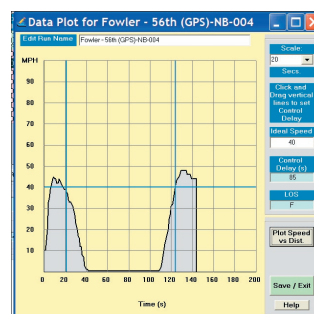 Data Plot for Fowler - 56th (GPS)-NB-004
Edit Run Name Fowler - 56th (GPS)-NB-004
MPH
90
80
70
60
50
40
30
20
10
0 20 40 60 80 100 120 140 160 180 200
Time (s)
Scale:
20
Secs.
Click and
Drag vertical
lines to set
Control
Delay
Ideal Speed
40
Control
Delay (s)
85
LOS
F
Plot Speed
vs Dist.
Save / Exit
Help